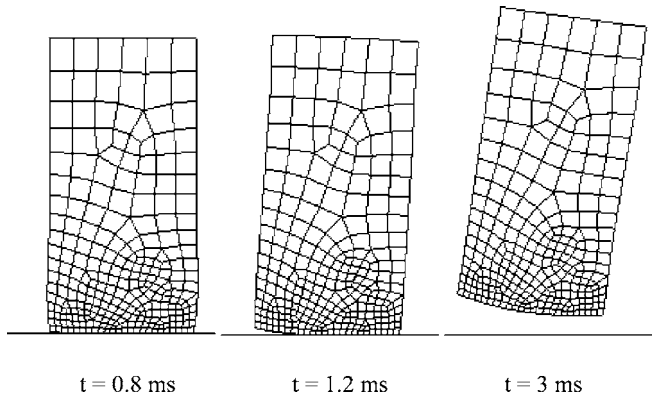 t = 0.8 ms
t = 1.2 ms
t = 3 ms